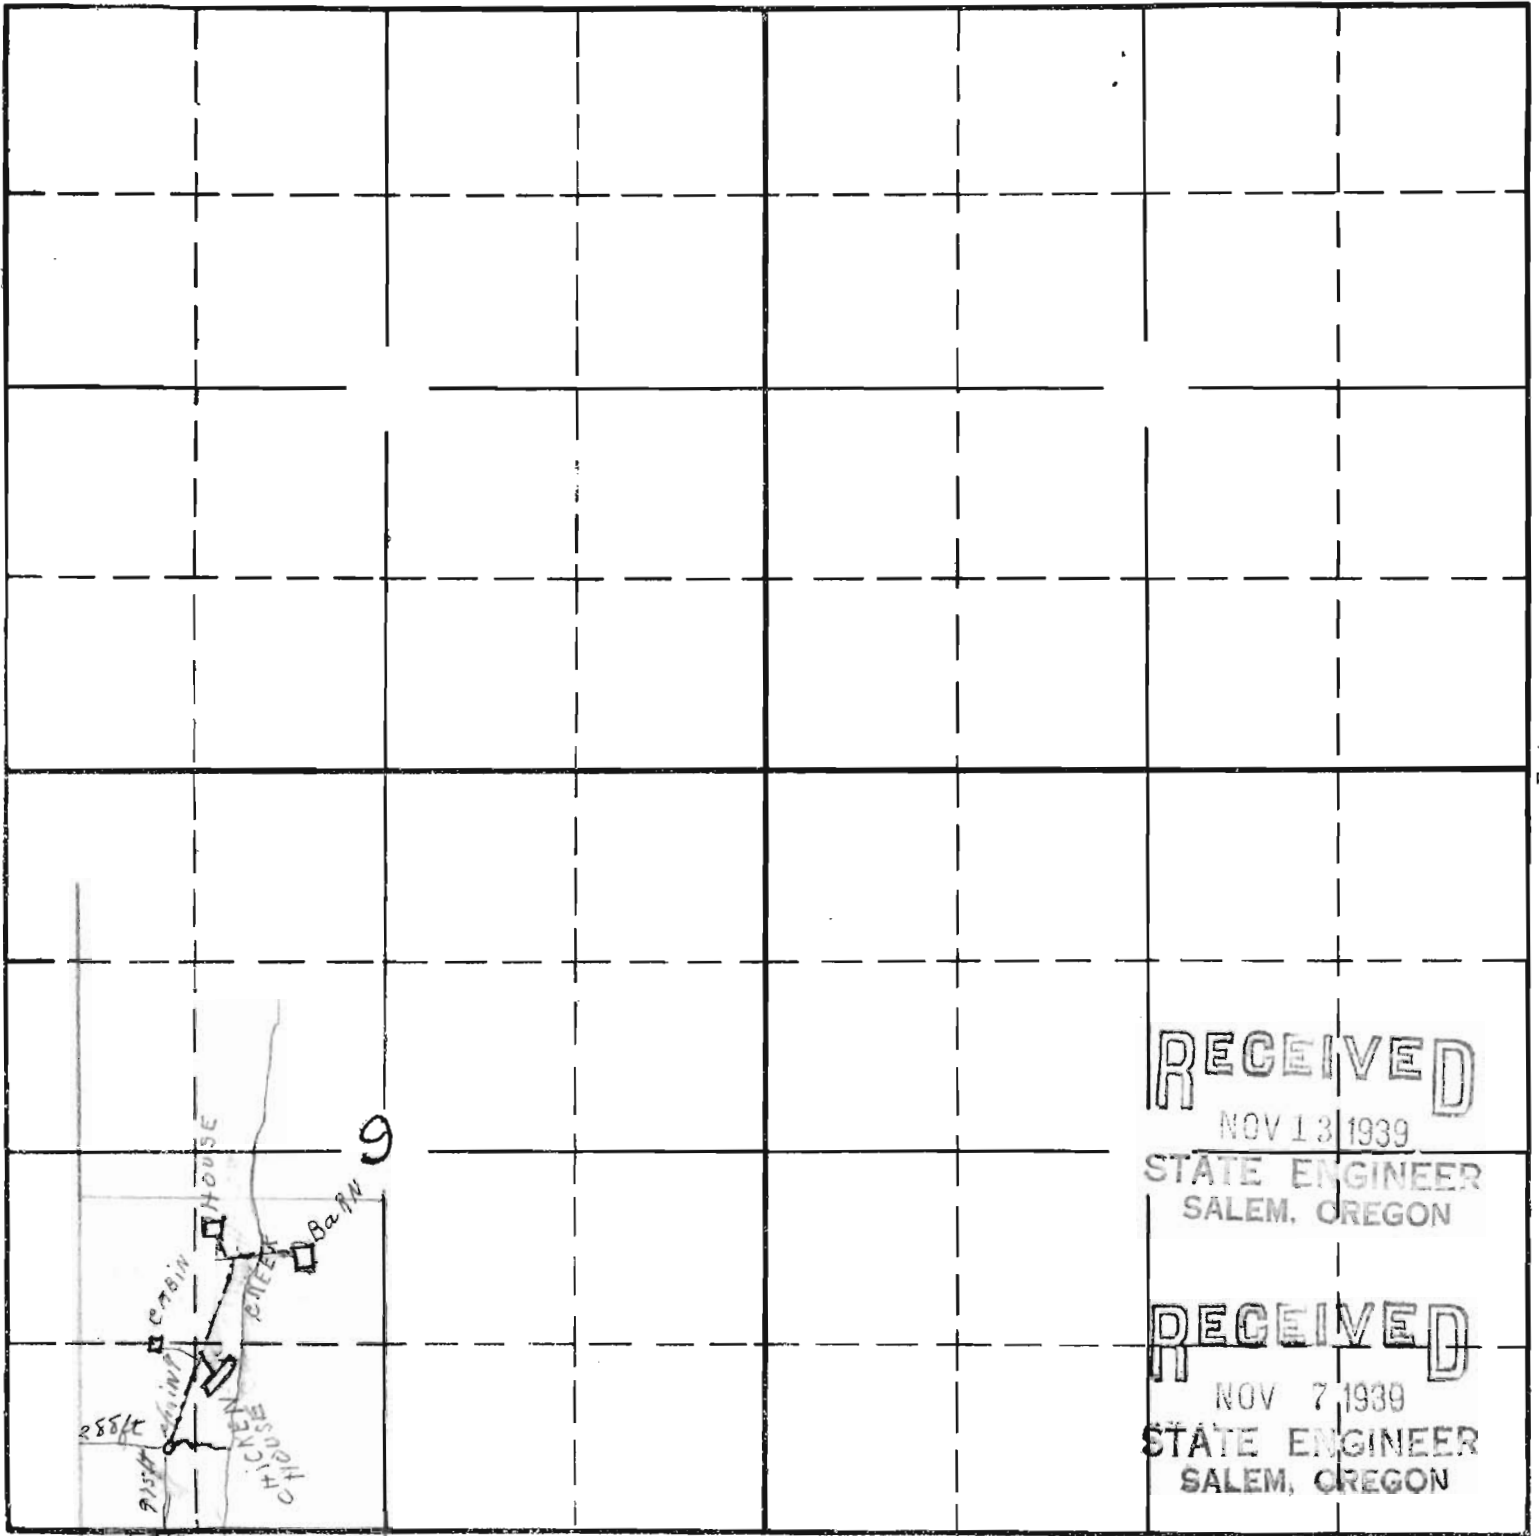 HOUSE
9
BaRN
CABiN
CREEK
288ft
CHiCKEN
HOUSE
RECEIVED
NOV 13 1939
STATE ENGINEER
SALEM, OREGON
RECEIVED
NOV 7 1939
STATE ENGINEER
SALEM, OREGON